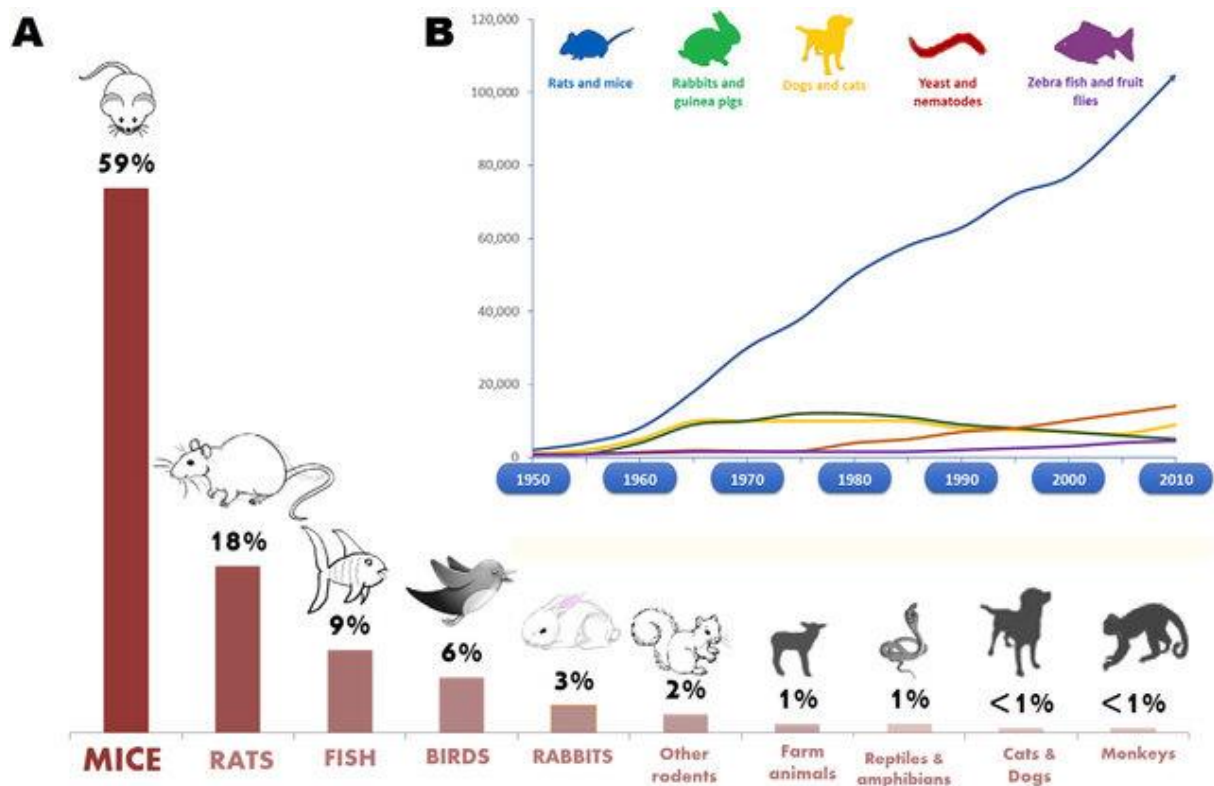 A
59%
18%
9%
6%
3%
2%
1%
1%
<1%
<1%
MICE
RATS
FISH
BIRDS
RABBITS
Other
rodents
Farm
animals
Reptiles &
amphibians
Cats &
Dogs
Monkeys
B
120,000
100,000
80,000
60,000
40,000
20,000
0
Rats and mice
Rabbits and
guinea pigs
Dogs and cats
Yeast and
nematodes
Zebra fish and fruit
flies
1950
1960
1970
1980
1990
2000
2010